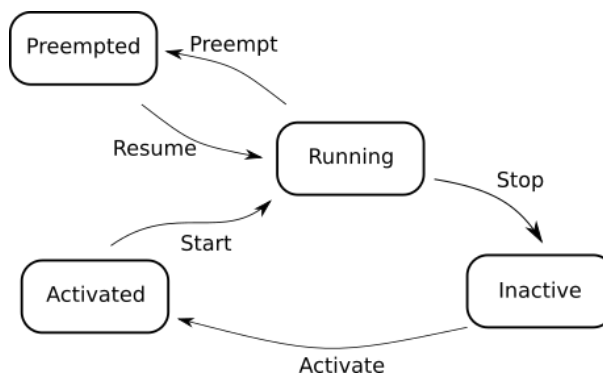 Preempted
Preempt
Resume
Running
Stop
Start
Activated
Inactive
Activate